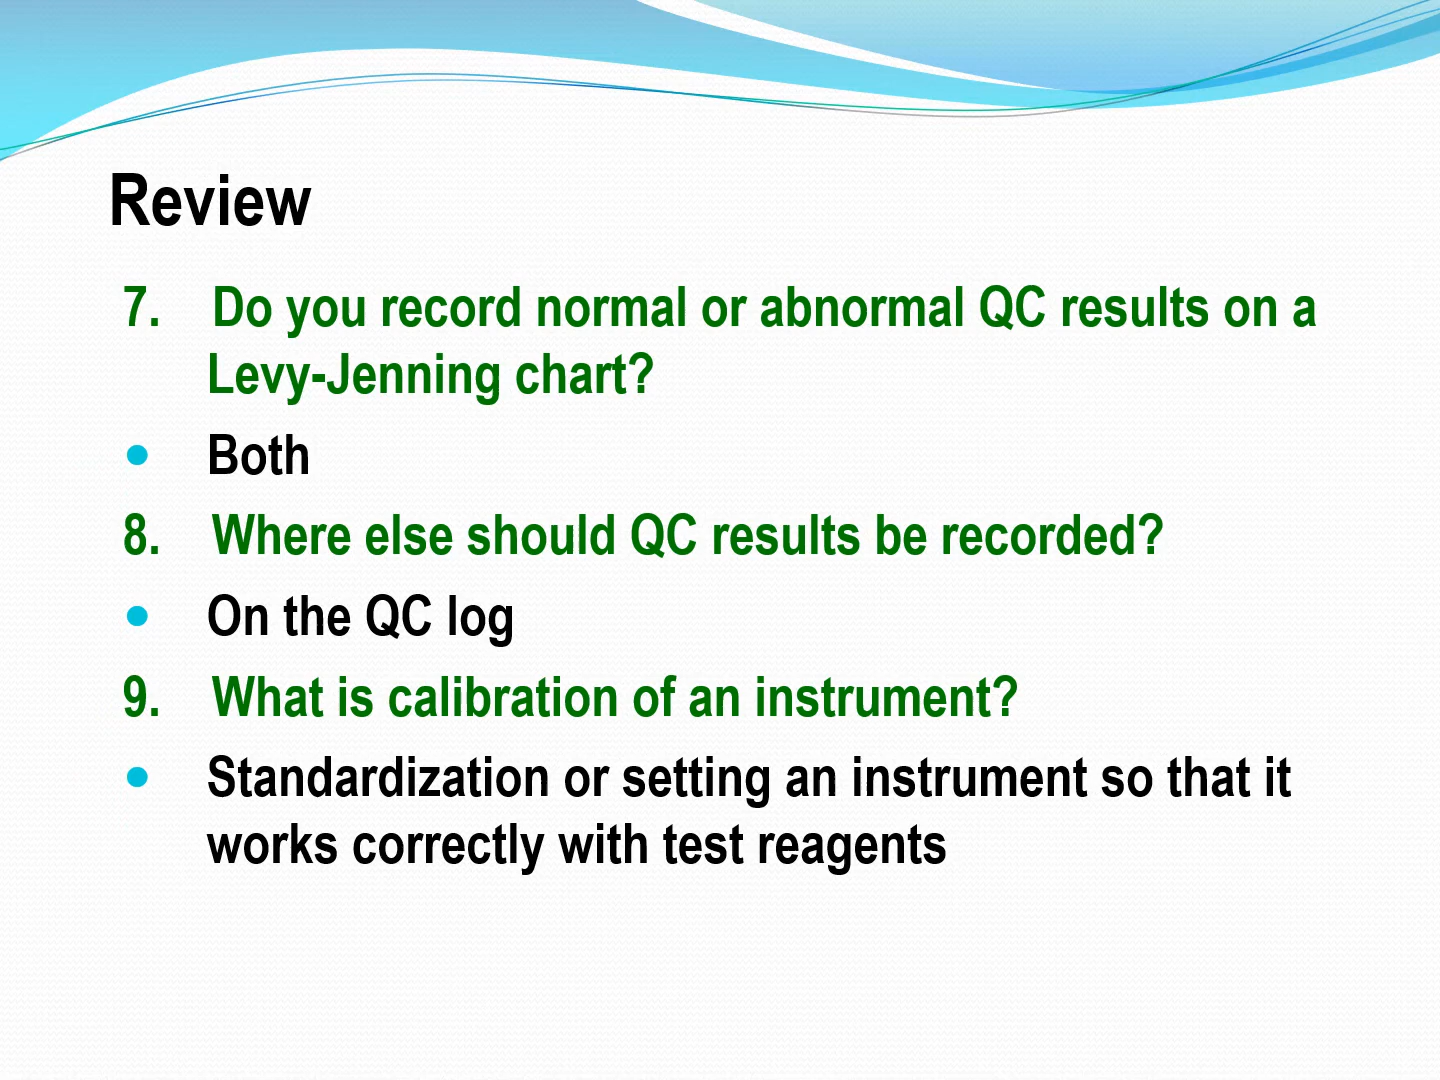 Review
7. Do you record normal or abnormal QC results on a
Levy-Jenning chart?
• Both
8. Where else should QC results be recorded?
• On the QC log
9. What is calibration of an instrument?
• Standardization or setting an instrument so that it
works correctly with test reagents